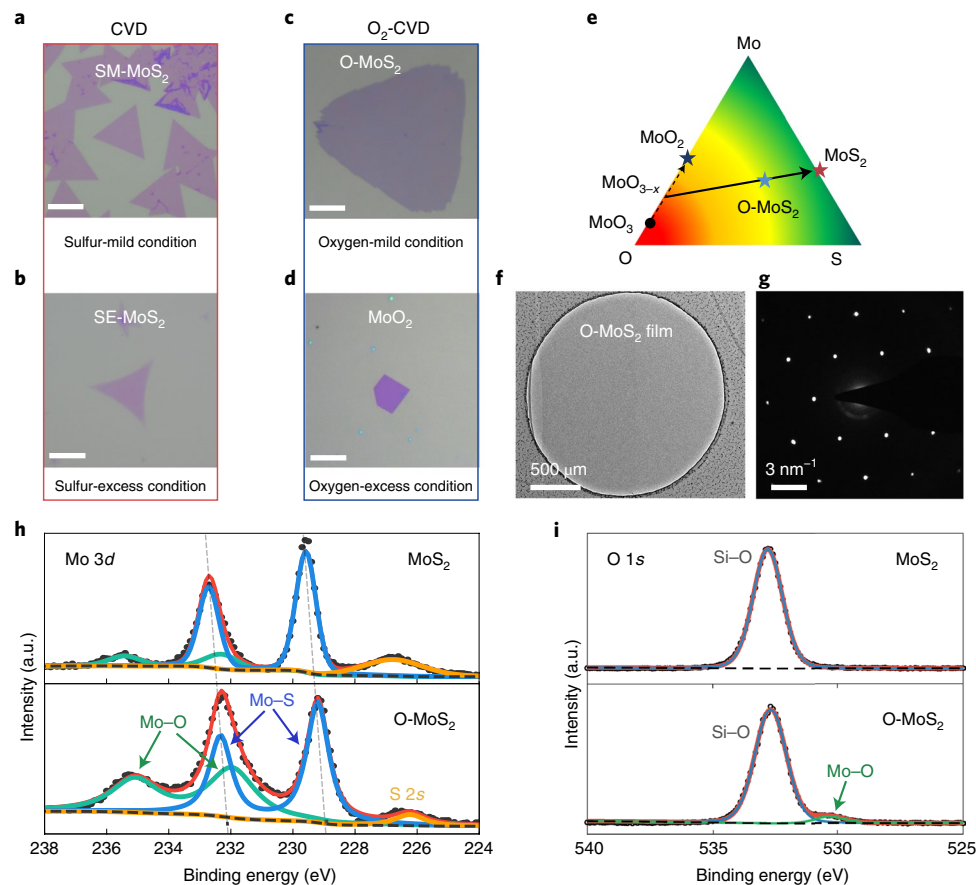 a
CVD
SM-MoS2
Sulfur-mild condition
b
SE-MoS2
Sulfur-excess condition
c
O2-CVD
O-MoS2
Oxygen-mild condition
d
MoO2
Oxygen-excess condition
e
Mo
MoO2
MoS2
MoO3–x
O-MoS2
MoO3
O
S
f
O-MoS2 film
500 μm
g
3 nm–1
h
Mo 3d
MoS2
Intensity (a.u.)
O-MoS2
Mo–O
Mo–S
S 2s
238 236 234 232 230 228 226 224
Binding energy (eV)
i
O 1s
Si–O
MoS2
Intensity (a.u.)
O-MoS2
Si–O
Mo–O
540 535 530 525
Binding energy (eV)